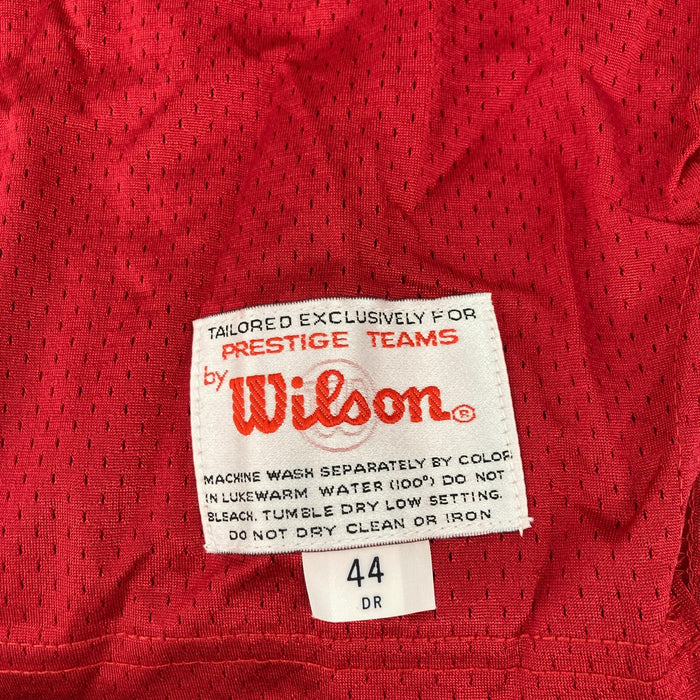 TAILORED EXCLUSIVELY FOR
PRESTIGE TEAMS
by Wilson®
MACHINE WASH SEPARATELY BY COLOR
IN LUKEWARM WATER (100°) DO NOT
BLEACH. TUMBLE DRY LOW SETTING.
DO NOT DRY CLEAN OR IRON
44
DR